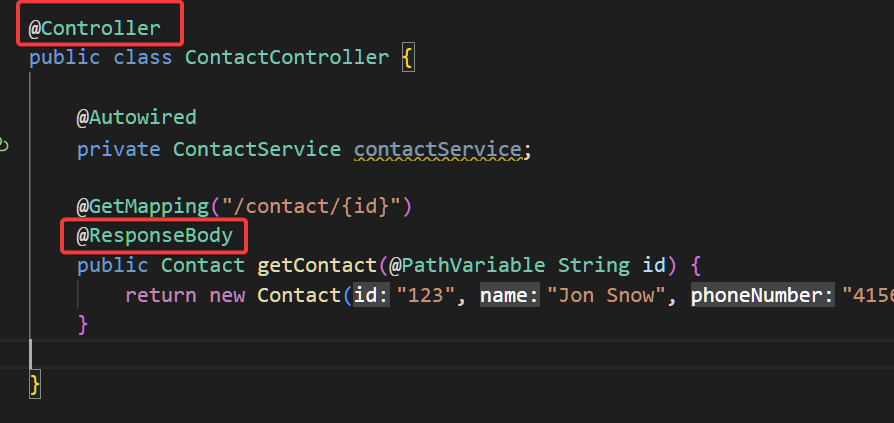 @Controller
public class ContactController {
@Autowired
private ContactService contactService;
@GetMapping("/contact/{id}")
@ResponseBody
public Contact getContact(@PathVariable String id) {
return new Contact(id: "123", name: "Jon Snow", phoneNumber: "4156
}
}